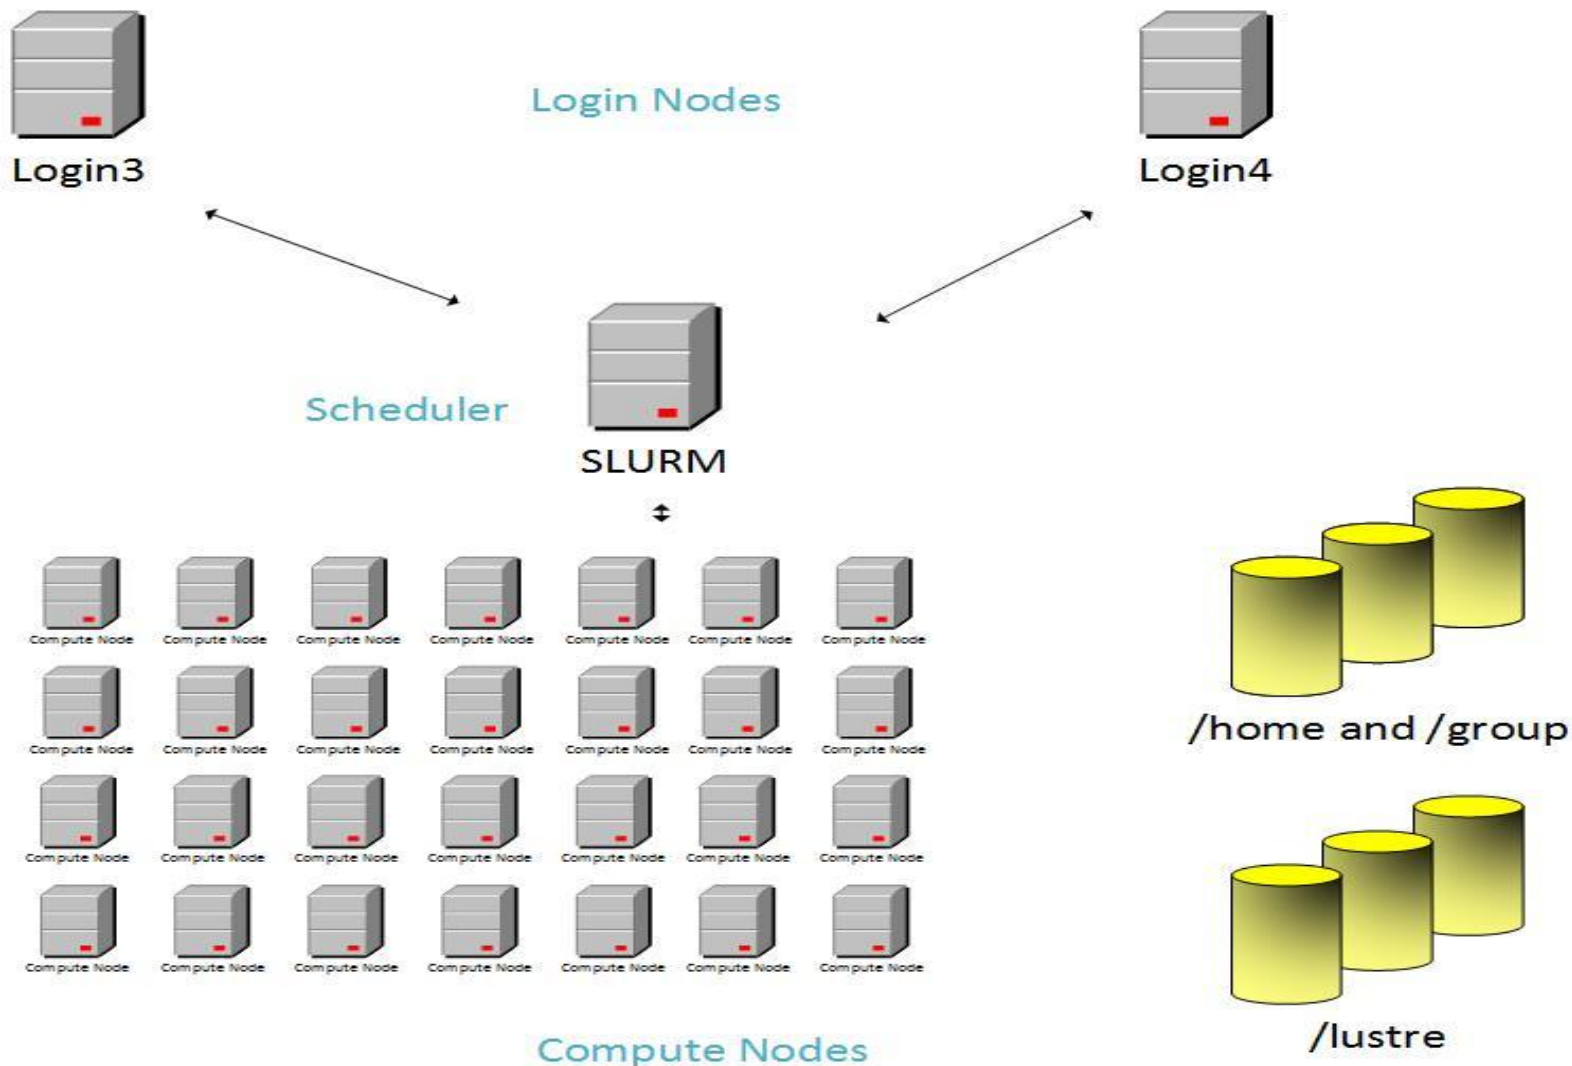 Login Nodes
Login3
Login4
Scheduler
SLURM
Compute Node Compute Node Compute Node Compute Node Compute Node Compute Node Compute Node
Compute Node Compute Node Compute Node Compute Node Compute Node Compute Node Compute Node
Compute Node Compute Node Compute Node Compute Node Compute Node Compute Node Compute Node
Compute Node Compute Node Compute Node Compute Node Compute Node Compute Node Compute Node
/home and /group
/lustre
Compute Nodes